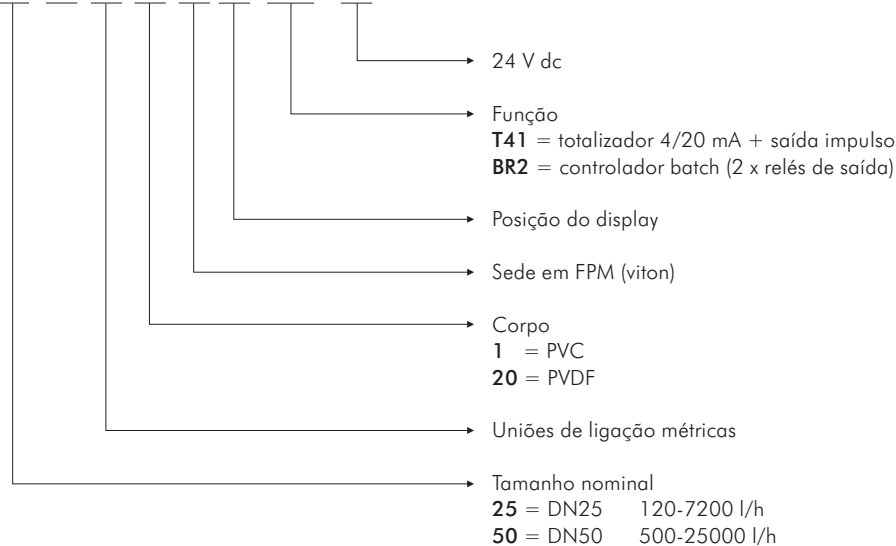 24 V dc
Função
T41 = totalizador 4/20 mA + saída impulso
BR2 = controlador batch (2 x relés de saída)
Posição do display
Sede em FPM (viton)
Corpo
1 = PVC
20 = PVDF
Uniões de ligação métricas
Tamanho nominal
25 = DN25 120-7200 l/h
50 = DN50 500-25000 l/h